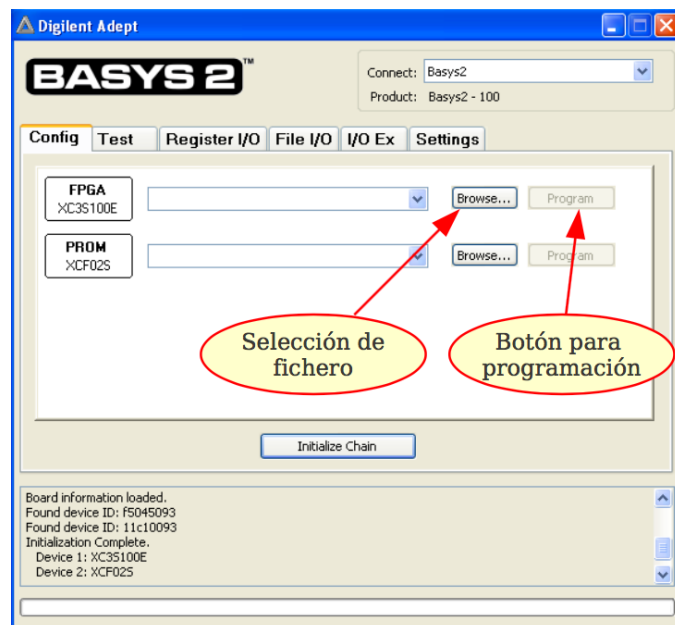 Digilent Adept
BASYS 2™
Connect: Basys2
Product: Basys2 - 100
Config Test Register I/O File I/O I/O Ex Settings
FPGA
XC3S100E
Browse... Program
PROM
XCF02S
Browse... Program
Selección de
fichero
Botón para
programación
Initialize Chain
Board information loaded.
Found device ID: f5045093
Found device ID: 11c10093
Initialization Complete.
Device 1: XC3S100E
Device 2: XCF02S